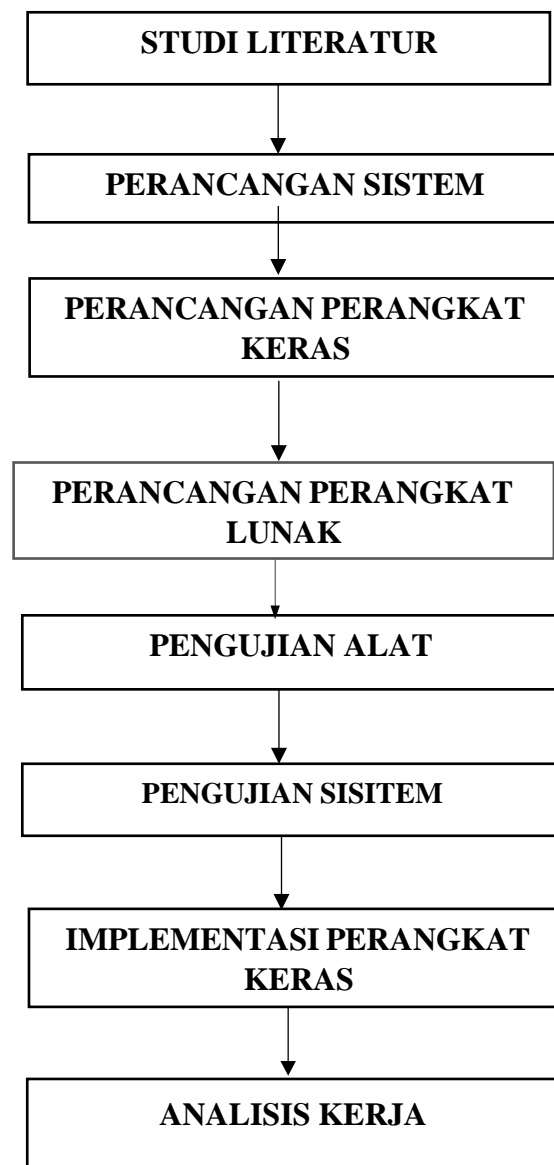 STUDI LITERATUR
PERANCANGAN SISTEM
PERANCANGAN PERANGKAT
KERAS
PERANCANGAN PERANGKAT
LUNAK
PENGUJIAN ALAT
PENGUJIAN SISITEM
IMPLEMENTASI PERANGKAT
KERAS
ANALISIS KERJA